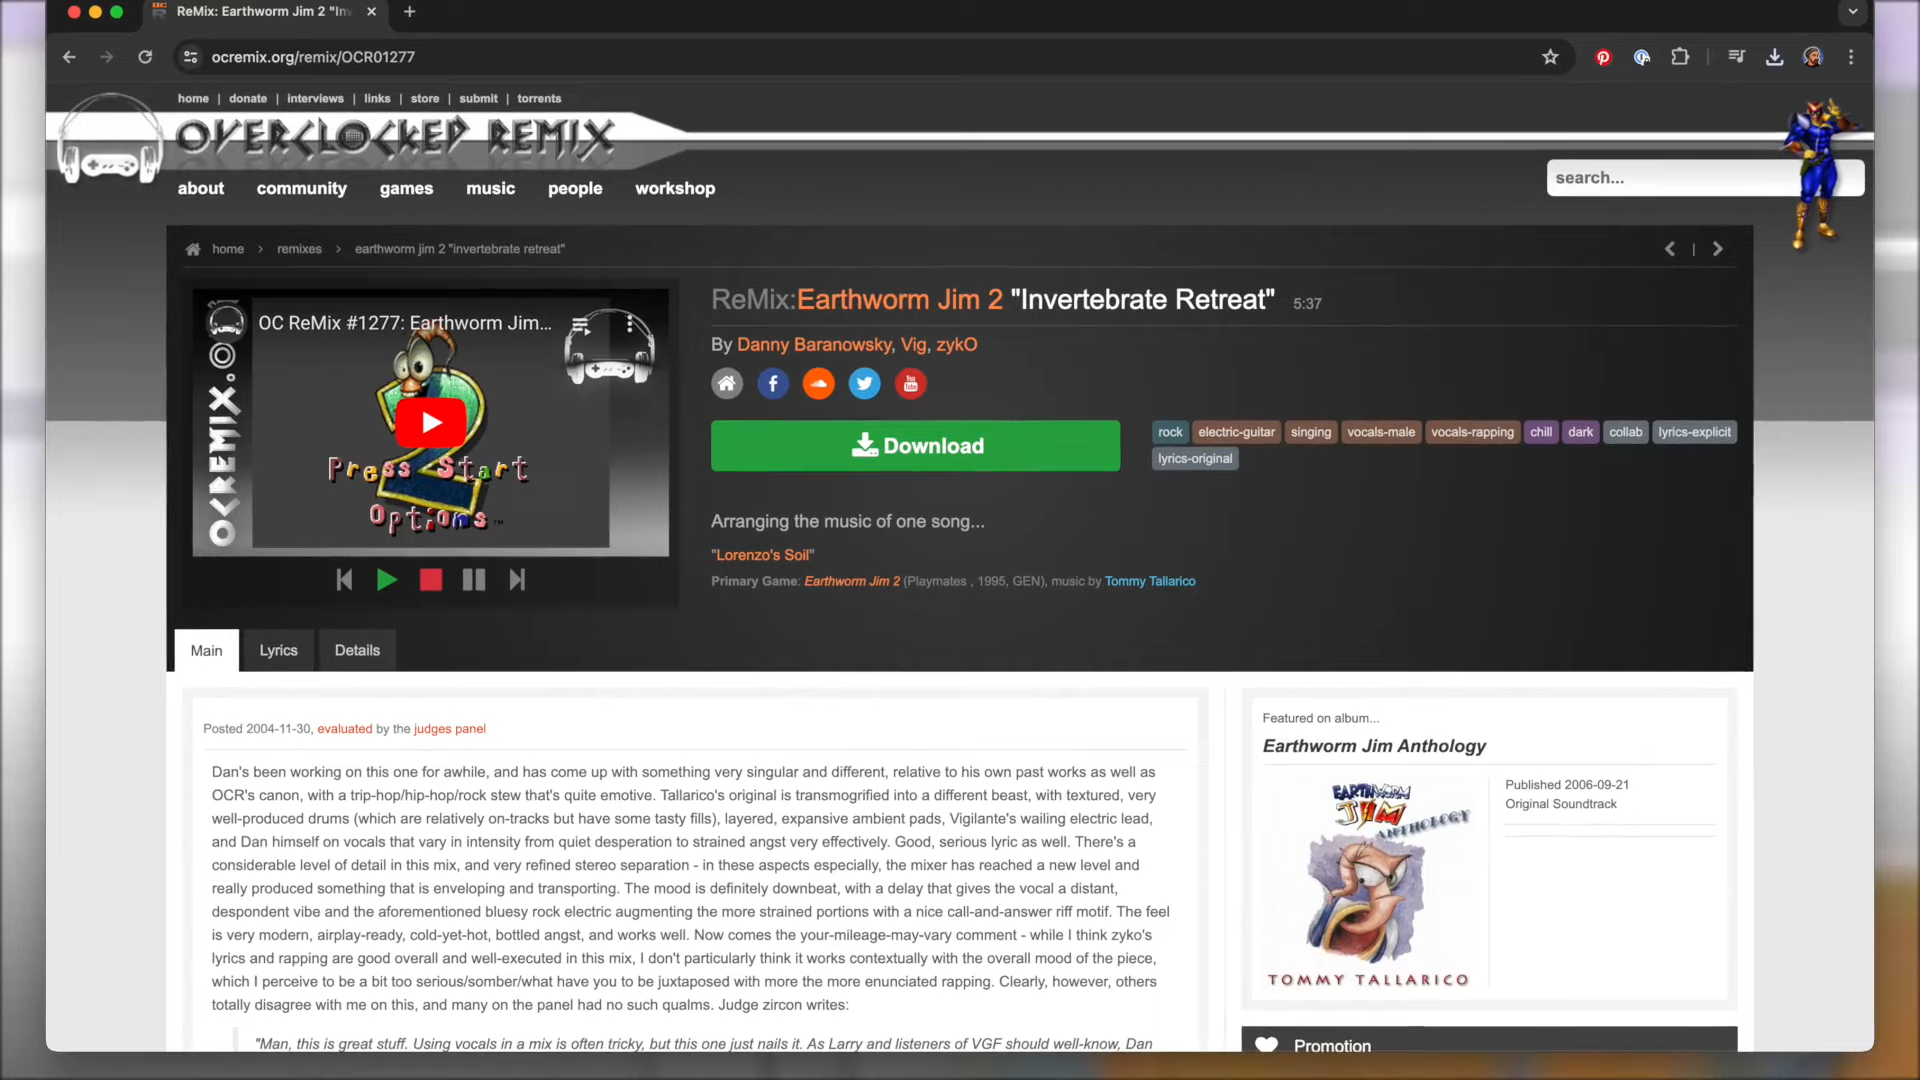 ReMix: Earthworm Jim 2 "Inv
ocremix.org/remix/OCR01277
home | donate | interviews | links | store | submit | torrents
OVERCLOCKED REMIX
about community games music people workshop
search...
home > remixes > earthworm jim 2 "invertebrate retreat"
ReMix:Earthworm Jim 2 "Invertebrate Retreat" 5:37
OC ReMix #1277: Earthworm Jim...
OCREMIX.O
Press Start
Options
By Danny Baranowsky, Vig, zykO
Download
rock electric-guitar singing vocals-male vocals-rapping chill dark collab lyrics-explicit
lyrics-original
Arranging the music of one song...
"Lorenzo's Soil"
Primary Game: Earthworm Jim 2 (Playmates , 1995, GEN), music by Tommy Tallarico
Main Lyrics Details
Posted 2004-11-30, evaluated by the judges panel
Dan's been working on this one for awhile, and has come up with something very singular and different, relative to his own past works as well as
OCR's canon, with a trip-hop/hip-hop/rock stew that's quite emotive. Tallarico's original is transmogrified into a different beast, with textured, very
well-produced drums (which are relatively on-tracks but have some tasty fills), layered, expansive ambient pads, Vigilante's wailing electric lead,
and Dan himself on vocals that vary in intensity from quiet desperation to strained angst very effectively. Good, serious lyric as well. There's a
considerable level of detail in this mix, and very refined stereo separation - in these aspects especially, the mixer has reached a new level and
really produced something that is enveloping and transporting. The mood is definitely downbeat, with a delay that gives the vocal a distant,
despondent vibe and the aforementioned bluesy rock electric augmenting the more strained portions with a nice call-and-answer riff motif. The feel
is very modern, airplay-ready, cold-yet-hot, bottled angst, and works well. Now comes the your-mileage-may-vary comment - while I think zyko's
lyrics and rapping are good overall and well-executed in this mix, I don't particularly think it works contextually with the overall mood of the piece,
which I perceive to be a bit too serious/somber/what have you to be juxtaposed with more the more enunciated rapping. Clearly, however, others
totally disagree with me on this, and many on the panel had no such qualms. Judge zircon writes:
"Man, this is great stuff. Using vocals in a mix is often tricky, but this one just nails it. As Larry and listeners of VGF should well-know, Dan
Featured on album...
Earthworm Jim Anthology
EARTHWORM
JIM
ANTHOLOGY
TOMMY TALLARICO
Published 2006-09-21
Original Soundtrack
Promotion